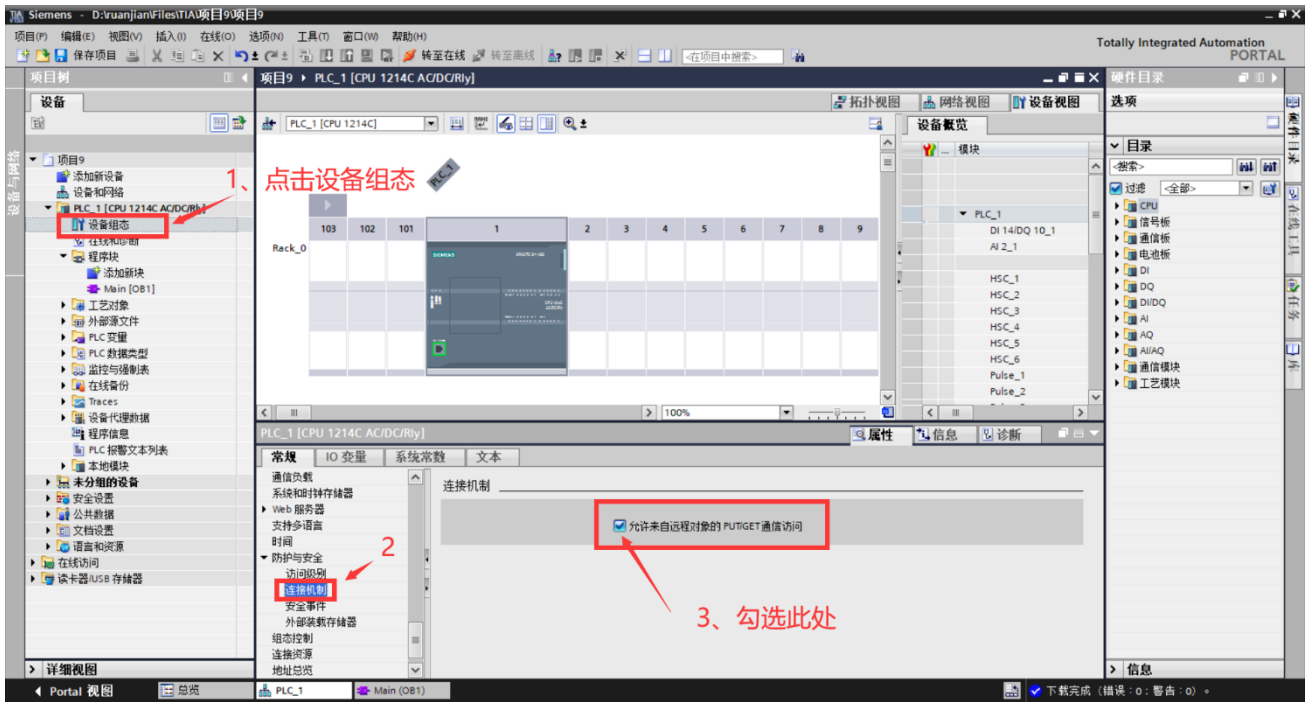 Siemens - D:\ruanjian\Files\TIA\项目9\项目9
项目(P) 编辑(E) 视图(V) 插入(I) 在线(O) 选项(N) 工具(T) 窗口(W) 帮助(H)
Totally Integrated Automation
PORTAL
保存项目 转至在线 转至离线 <在项目中搜索>
项目树
项目9 ▸ PLC_1 [CPU 1214C AC/DC/Rly]
硬件目录
设备
拓扑视图 网络视图 设备视图
选项
PLC_1 [CPU 1214C]
设备概览
项目9
添加新设备
设备和网络
PLC_1 [CPU 1214C AC/DC/Rly]
设备组态
在线和诊断
程序块
添加新块
Main [OB1]
工艺对象
外部源文件
PLC 变量
PLC 数据类型
监控与强制表
在线备份
Traces
设备代理数据
程序信息
PLC 报警文本列表
本地模块
未分组的设备
安全设置
公共数据
文档设置
语言和资源
在线访问
读卡器/USB 存储器
详细视图
设备与网络
1、点击设备组态
PLC_1
103 102 101 1 2 3 4 5 6 7 8 9
Rack_0
SIEMENS
100%
... 模块
PLC_1
DI 14/DQ 10_1
AI 2_1
HSC_1
HSC_2
HSC_3
HSC_4
HSC_5
HSC_6
Pulse_1
Pulse_2
目录
<搜索>
过滤 <全部>
CPU
信号板
通信板
电池板
DI
DQ
DI/DQ
AI
AQ
AI/AQ
通信模块
工艺模块
信息
硬件目录
在线工具
任务
库
PLC_1 [CPU 1214C AC/DC/Rly]
属性 信息 诊断
常规 IO 变量 系统常数 文本
通信负载
系统和时钟存储器
Web 服务器
支持多语言
时间
防护与安全
访问级别
连接机制
安全事件
外部装载存储器
组态控制
连接资源
地址总览
2
连接机制
允许来自远程对象的 PUT/GET 通信访问
3、勾选此处
Portal 视图 总览 PLC_1 Main (OB1)
下载完成（错误：0；警告：0）。